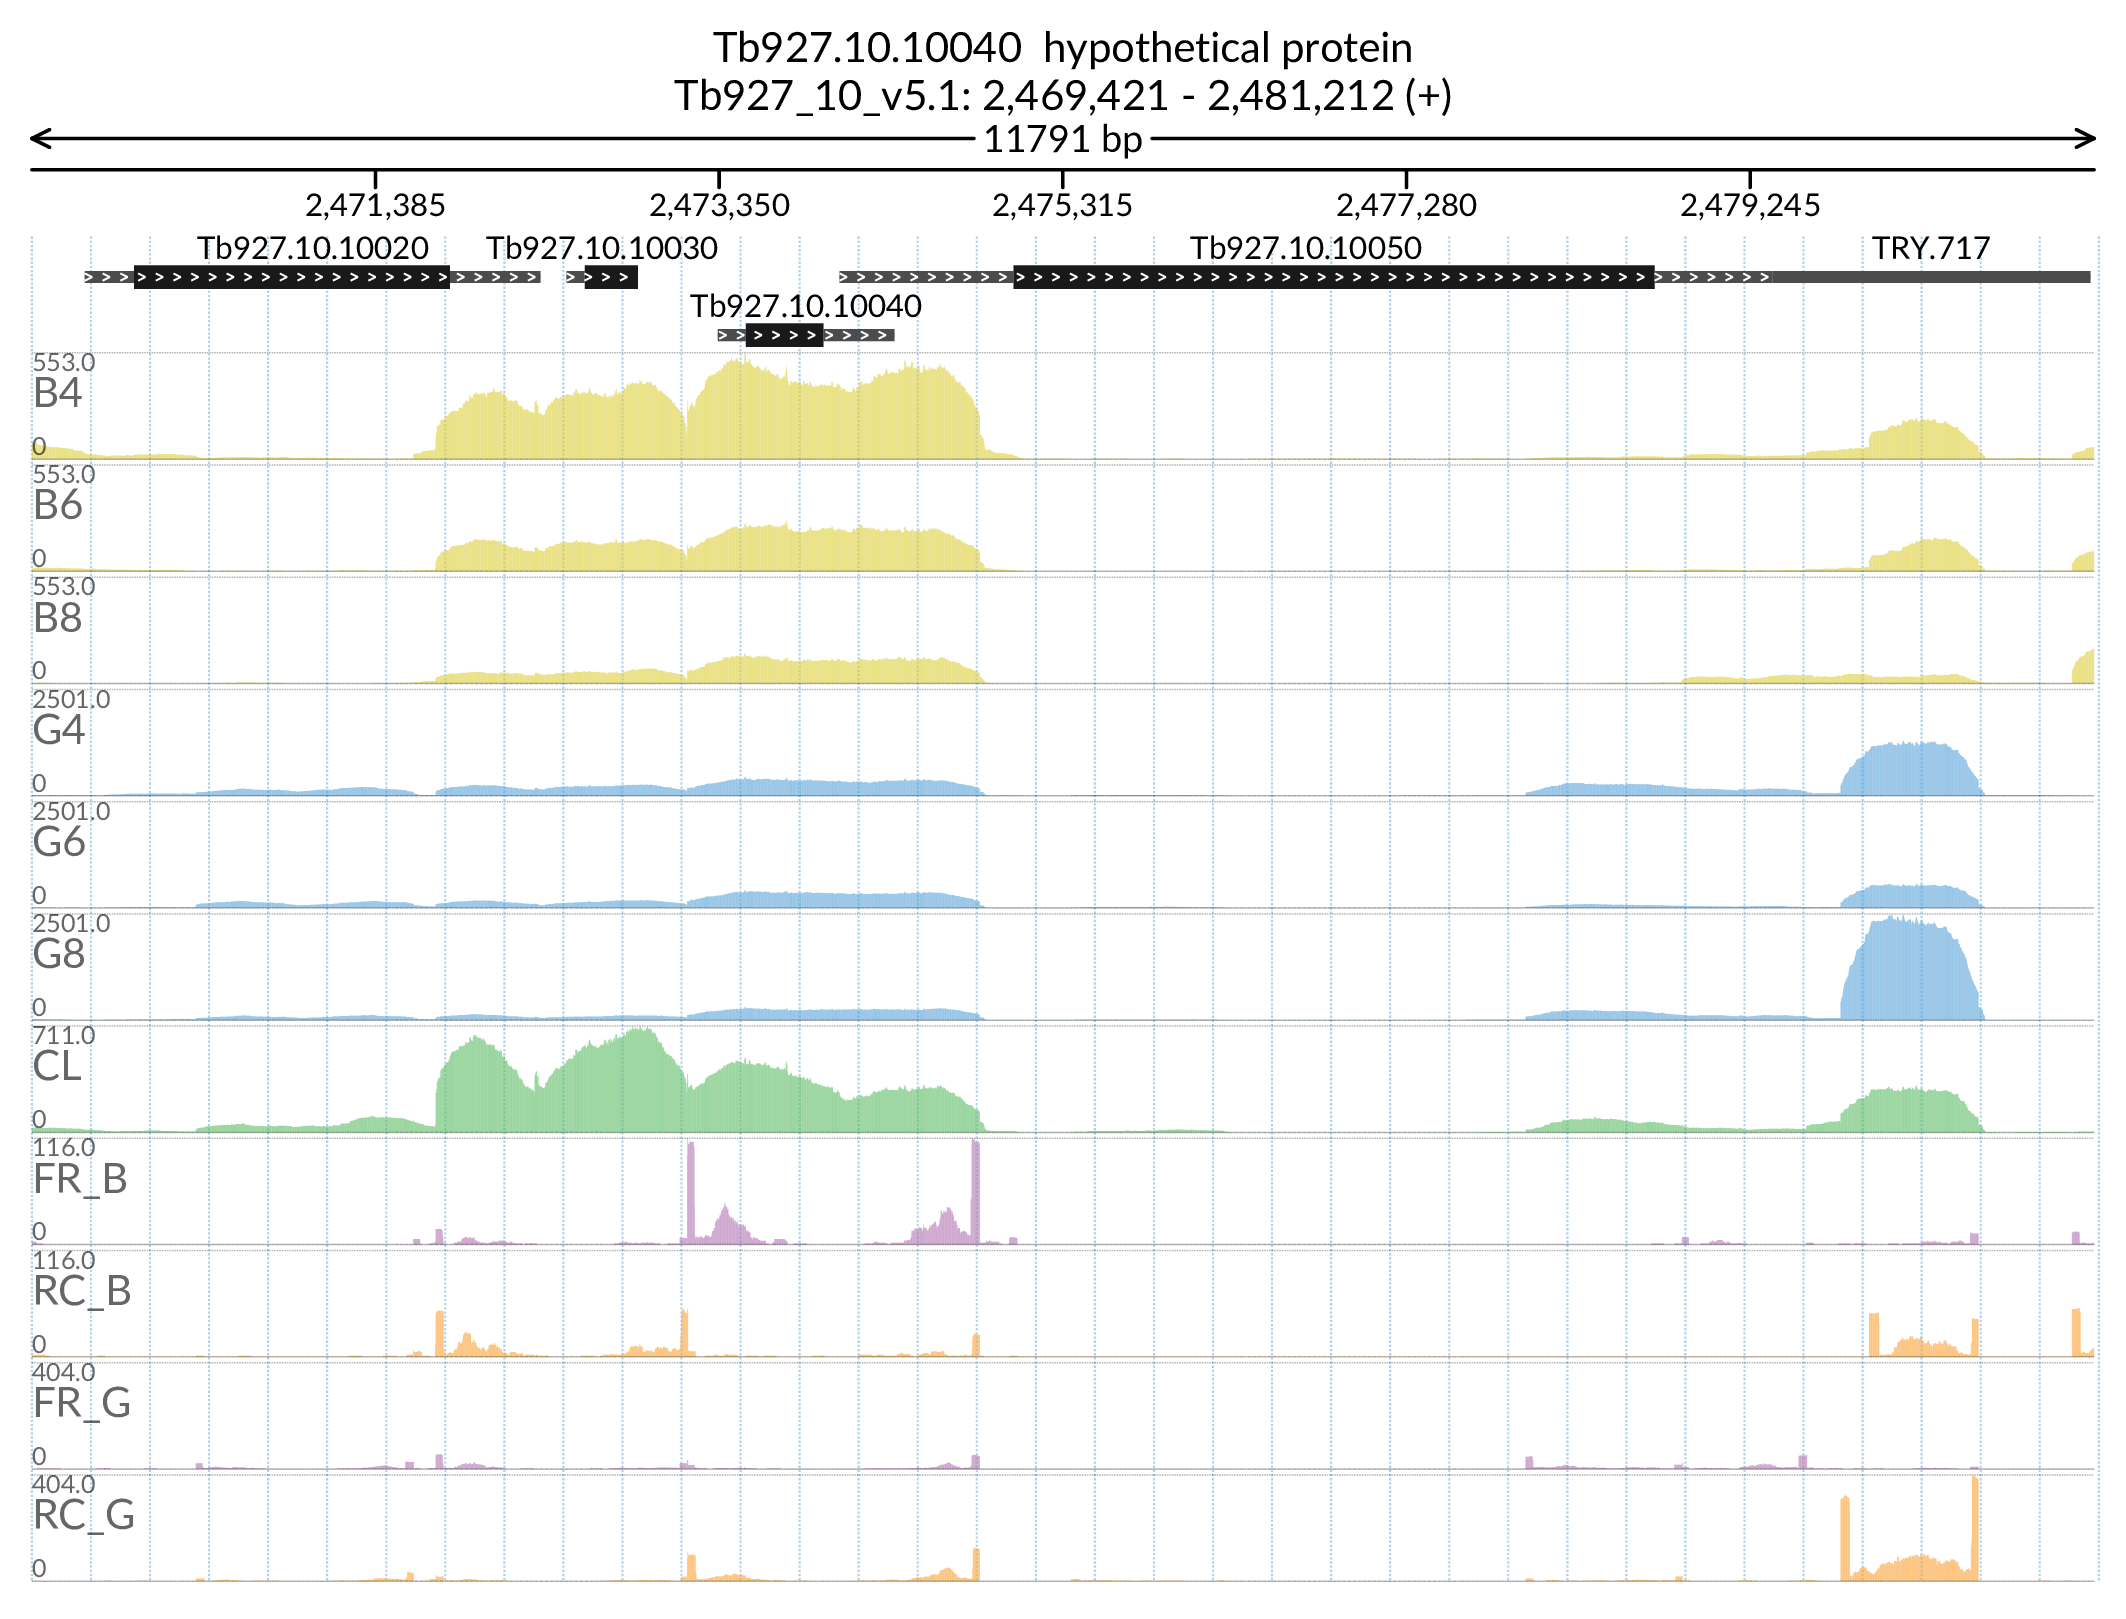 Tb927.10.10040 hypothetical protein
Tb927_10_v5.1: 2,469,421 - 2,481,212 (+)
11791 bp
2,471,385 2,473,350 2,475,315 2,477,280 2,479,245
Tb927.10.10020 Tb927.10.10030 Tb927.10.10050 TRY.717
Tb927.10.10040
553.0
B4
0
553.0
B6
0
553.0
B8
0
2501.0
G4
0
2501.0
G6
0
2501.0
G8
0
711.0
CL
0
116.0
FR_B
0
116.0
RC_B
0
404.0
FR_G
0
404.0
RC_G
0